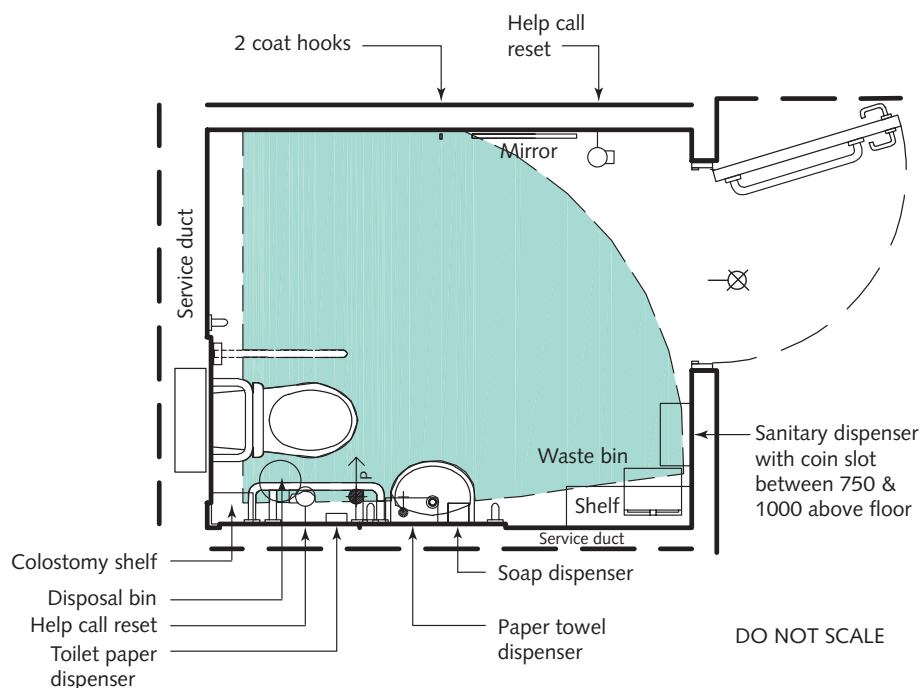 2 coat hooks
Help call
reset
Mirror
Service duct
P
Waste bin
Shelf
Sanitary dispenser
with coin slot
between 750 &
1000 above floor
Service duct
Colostomy shelf
Disposal bin
Help call reset
Toilet paper
dispenser
Soap dispenser
Paper towel
dispenser
DO NOT SCALE